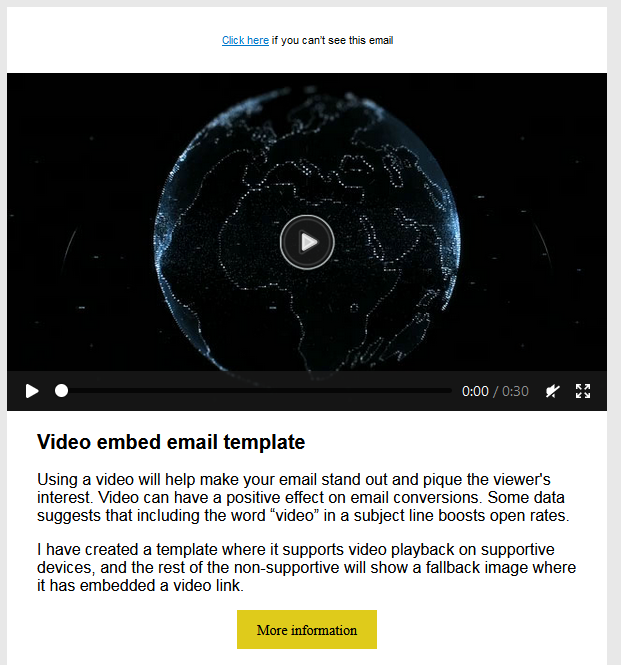 Click here if you can't see this email
0:00 / 0:30
Video embed email template
Using a video will help make your email stand out and pique the viewer's
interest. Video can have a positive effect on email conversions. Some data
suggests that including the word “video” in a subject line boosts open rates.
I have created a template where it supports video playback on supportive
devices, and the rest of the non-supportive will show a fallback image where
it has embedded a video link.
More information